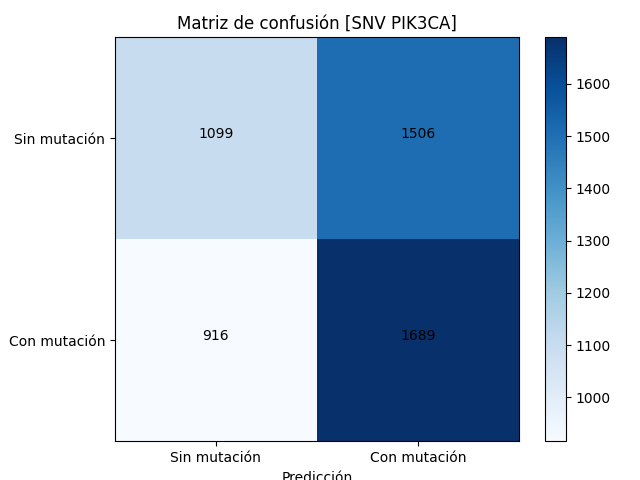 Matriz de confusión [SNV PIK3CA]
Sin mutación
1099
1506
Con mutación
916
1689
Sin mutación
Con mutación
Predicción
1600
1500
1400
1300
1200
1100
1000